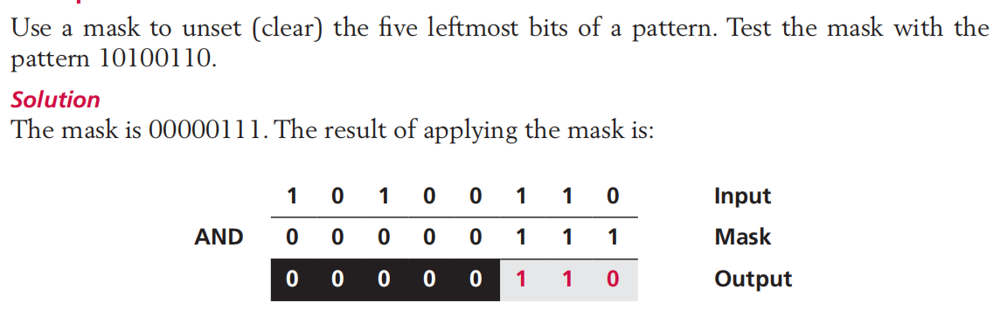 Use a mask to unset (clear) the five leftmost bits of a pattern. Test the mask with the
pattern 10100110.
Solution
The mask is 00000111. The result of applying the mask is:
1 0 1 0 0 1 1 0 Input
AND 0 0 0 0 0 1 1 1 Mask
0 0 0 0 0 1 1 0 Output